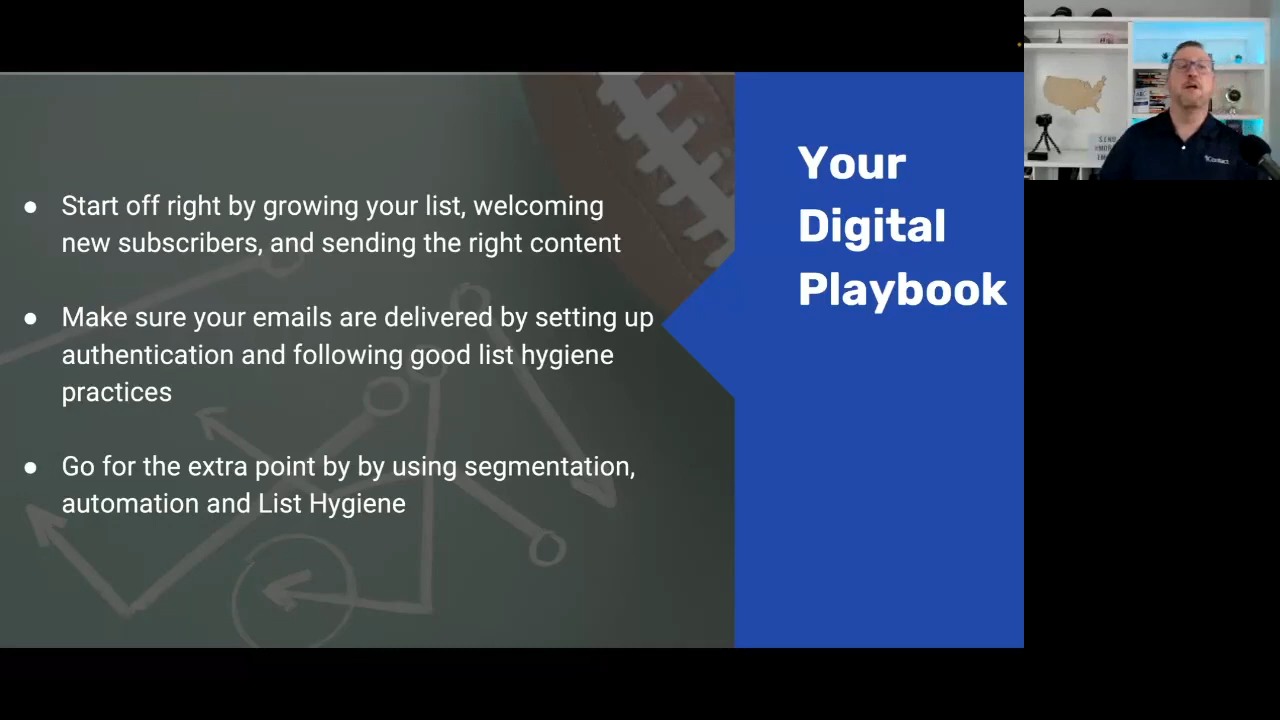 ● Start off right by growing your list, welcoming
new subscribers, and sending the right content
● Make sure your emails are delivered by setting up
authentication and following good list hygiene
practices
● Go for the extra point by by using segmentation,
automation and List Hygiene
Your
Digital
Playbook
SEND